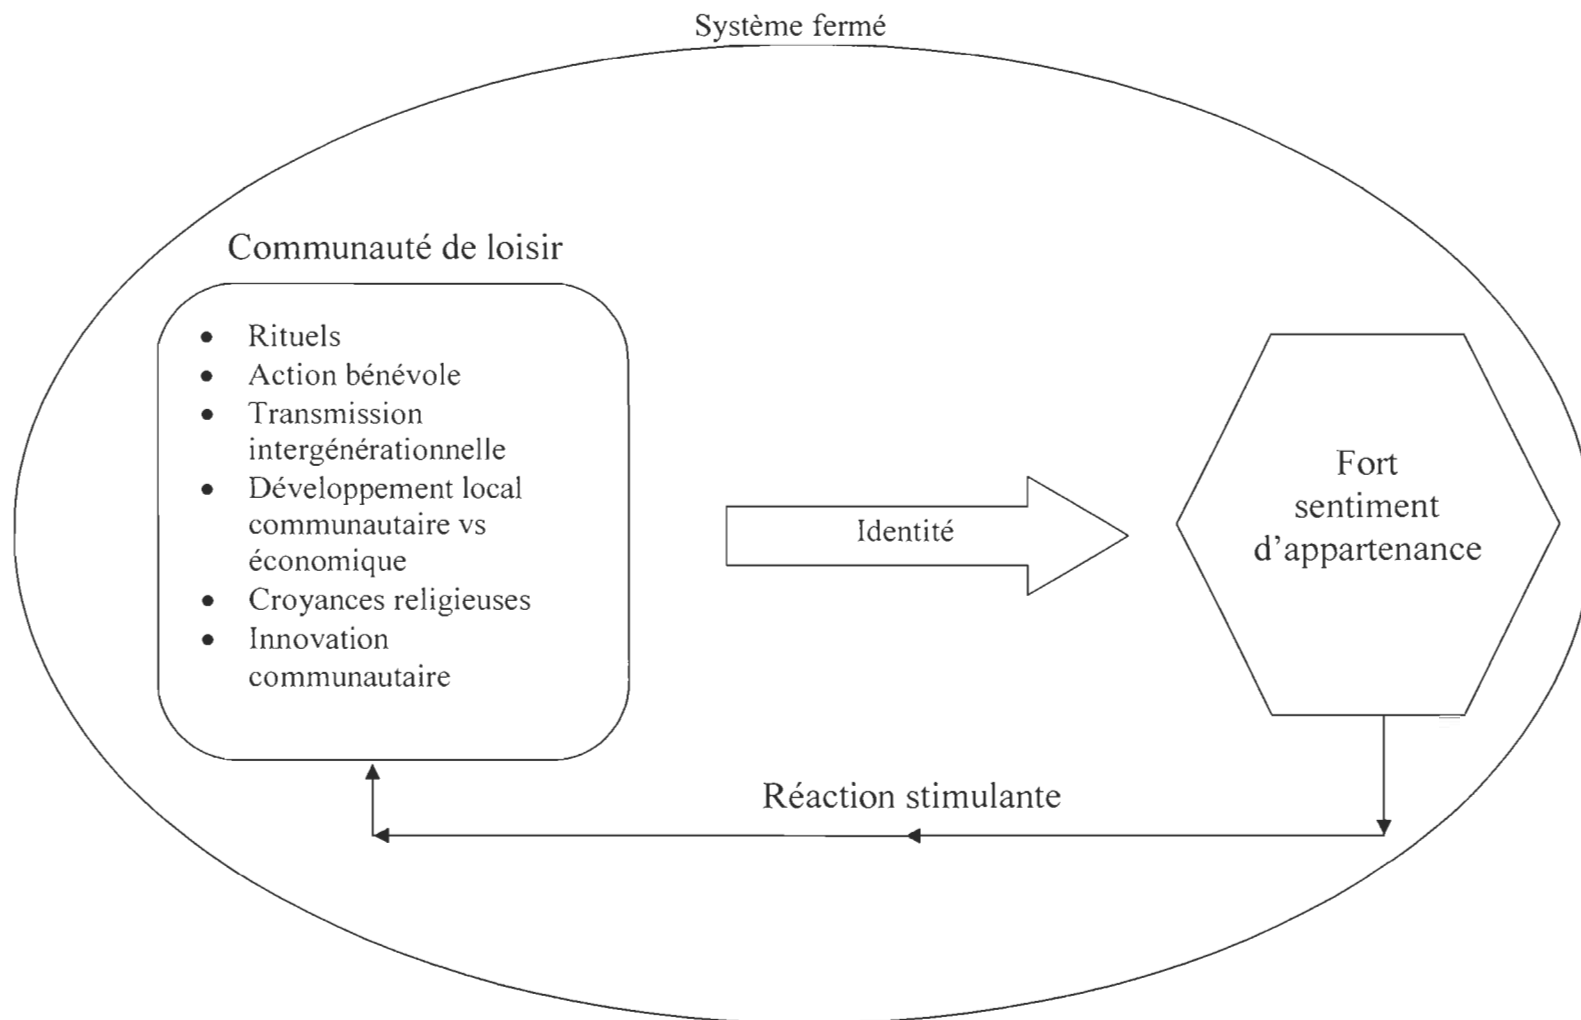 Système fermé
Communauté de loisir
• Rituels
• Action bénévole
• Transmission
intergénérationnelle
• Développement local
communautaire vs
économique
• Croyances religieuses
• Innovation
communautaire
Identité
Fort
sentiment
d'appartenance
Réaction stimulante